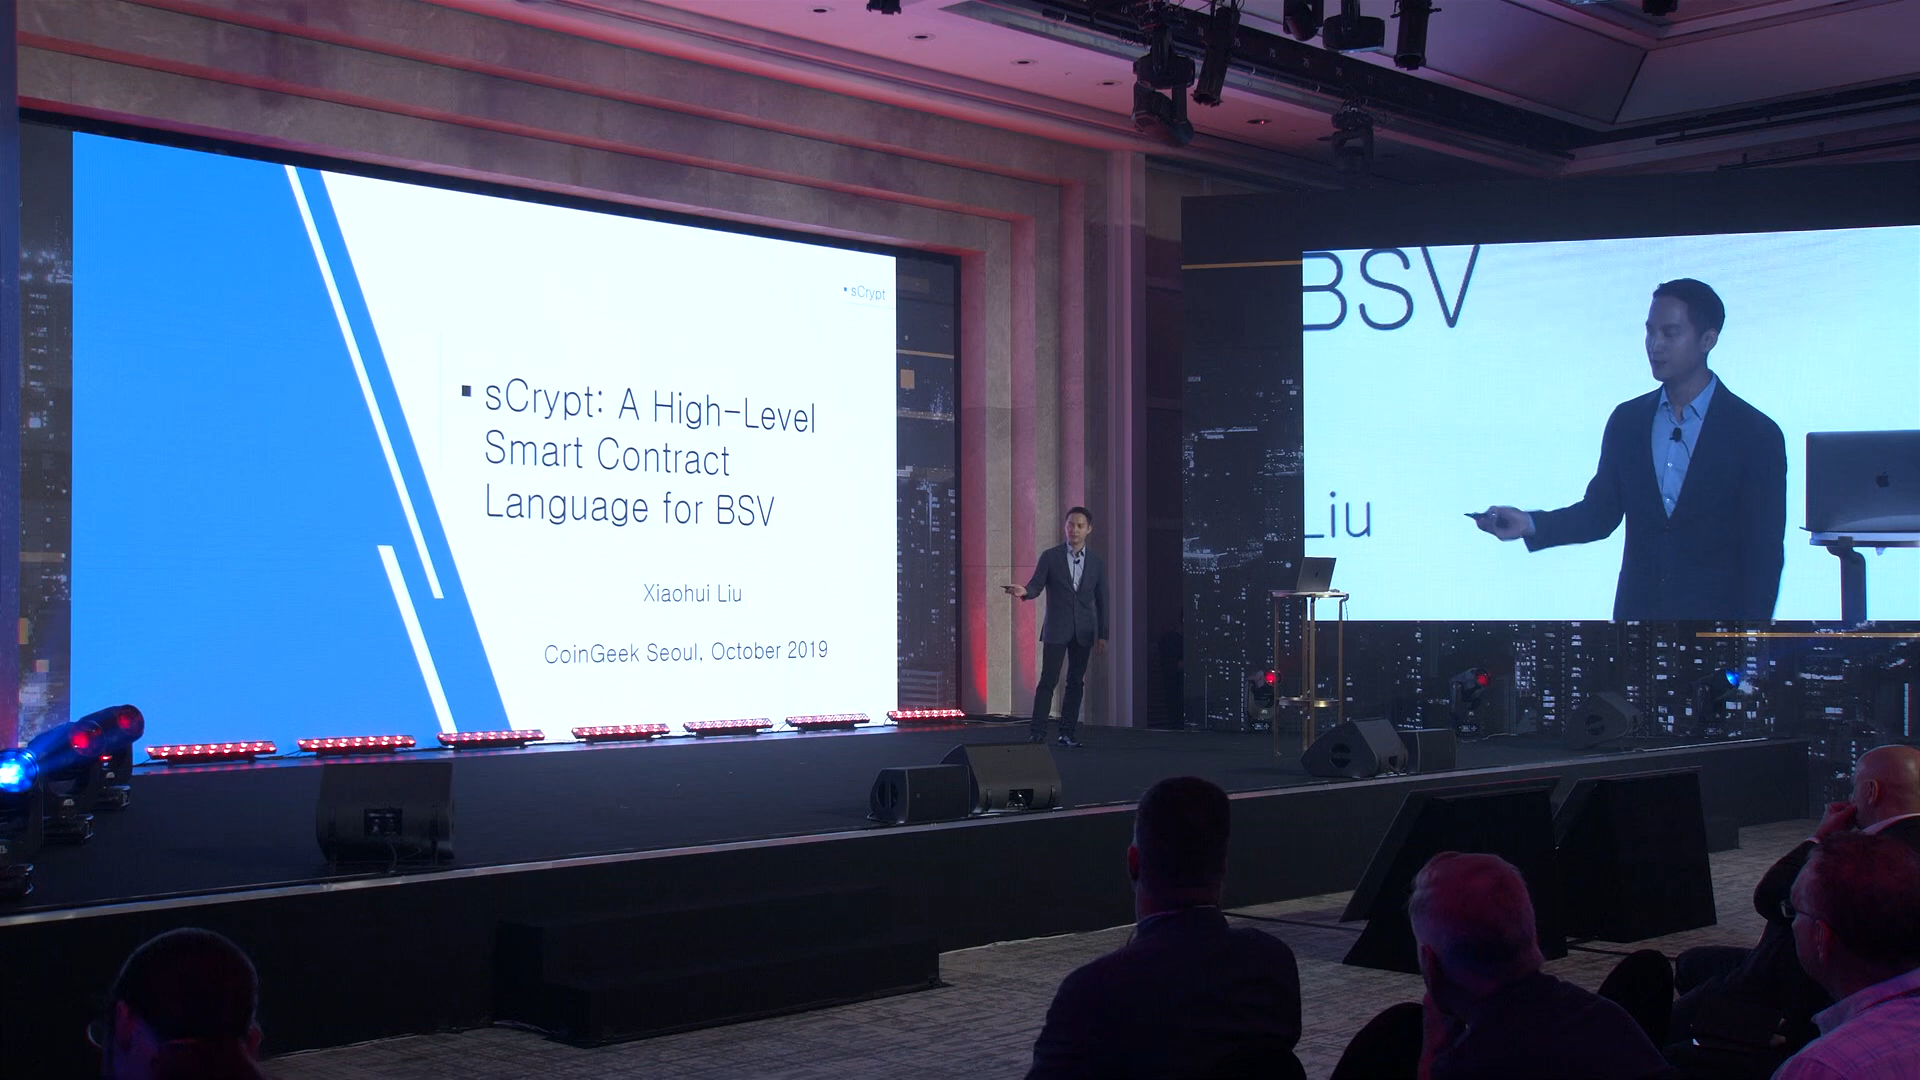 ▪ sCrypt
▪ sCrypt: A High-Level
Smart Contract
Language for BSV
Xiaohui Liu
CoinGeek Seoul, October 2019
BSV
Liu